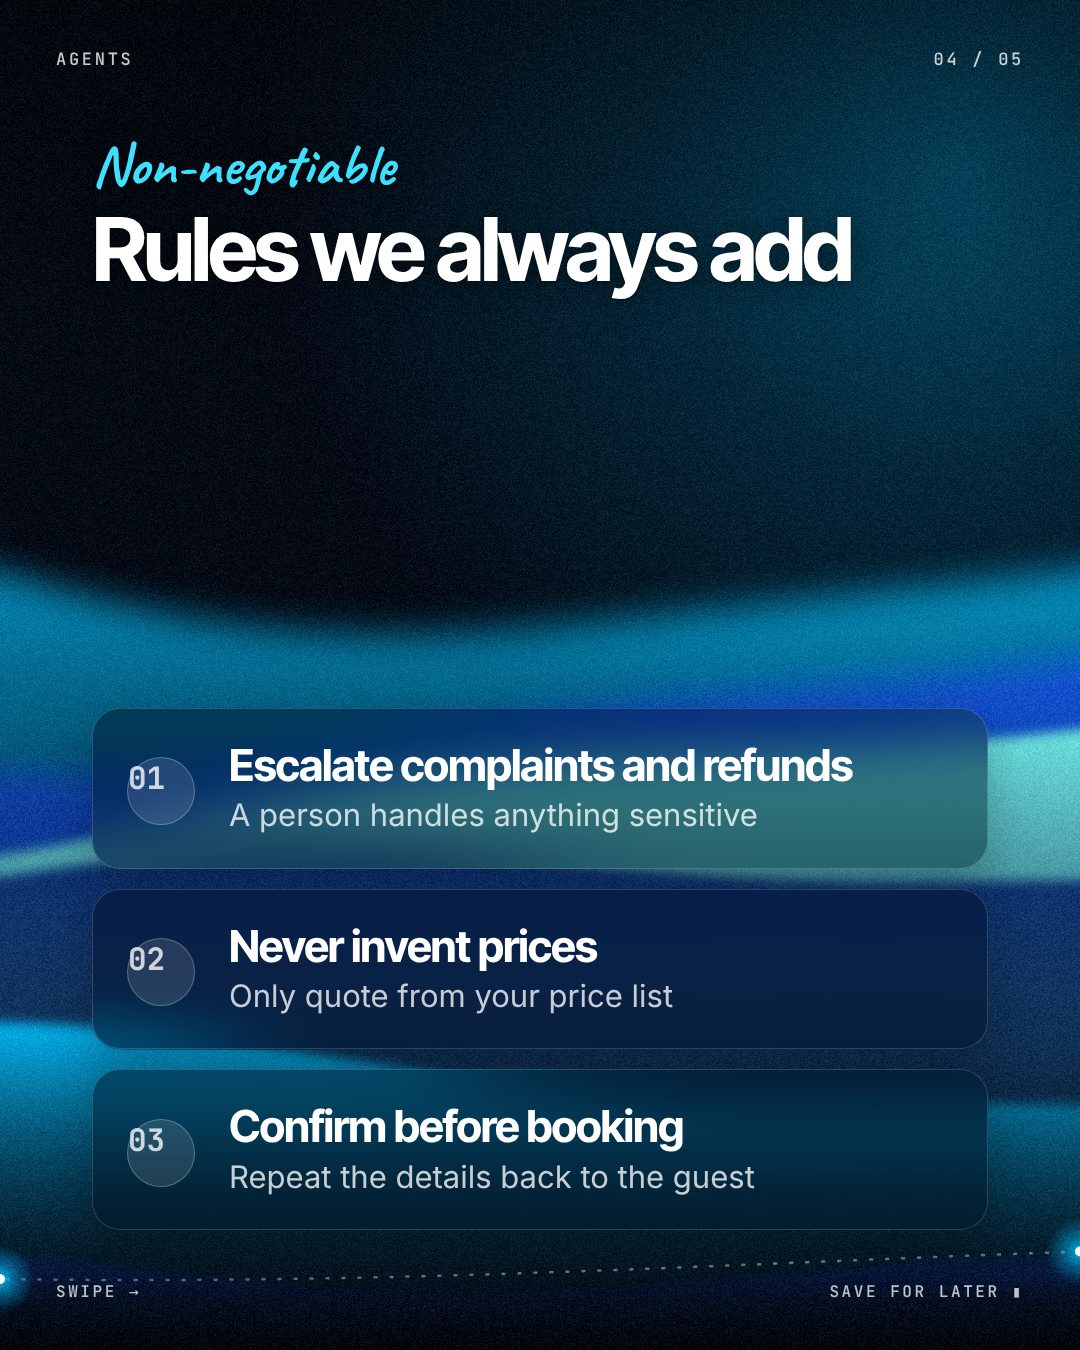 AGENTS
04 / 05
Non-negotiable
Rules we always add
01
Escalate complaints and refunds
A person handles anything sensitive
02
Never invent prices
Only quote from your price list
03
Confirm before booking
Repeat the details back to the guest
SWIPE →
SAVE FOR LATER ▮